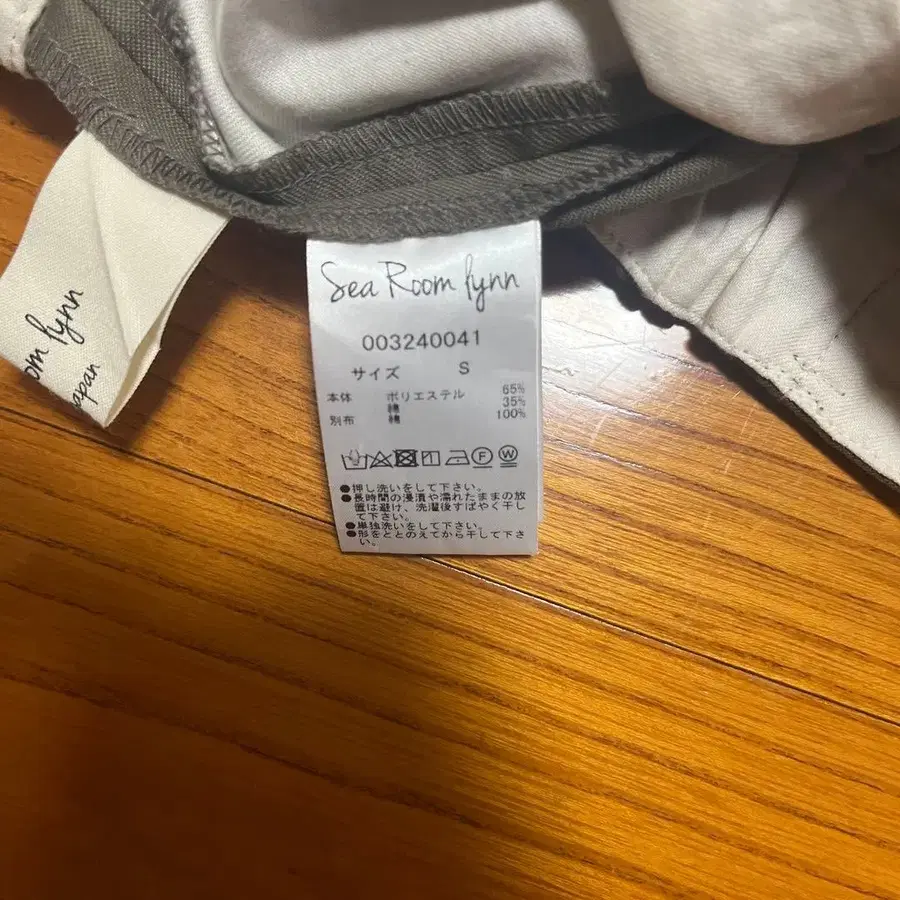 Sea Room lynn
003240041
サイズ S
本体 ポリエステル 65%
綿 35%
別布 綿 100%
F W
●押し洗いをして下さい。
●長時間の浸漬や濡れたままの放
置は避け、洗濯後すばやく干し
て下さい。
●単独洗いをして下さい。
●形をととのえてから干して下さ
い。
om lynn
japan